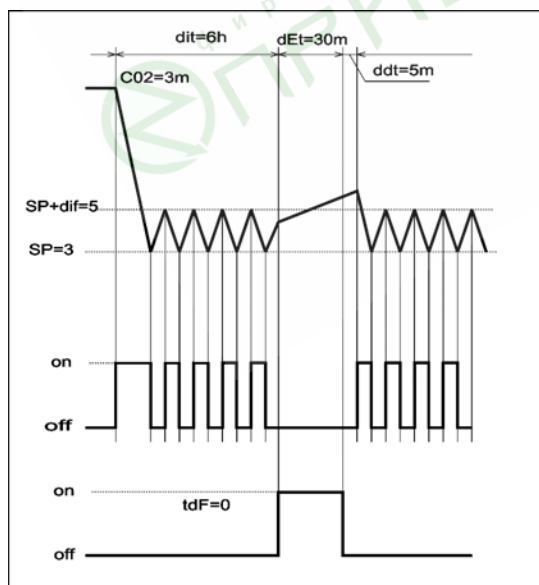 dit=6h
dEt=30m
C02=3m
ddt=5m
SP+dif=5
SP=3
on
off
on
tdF=0
off